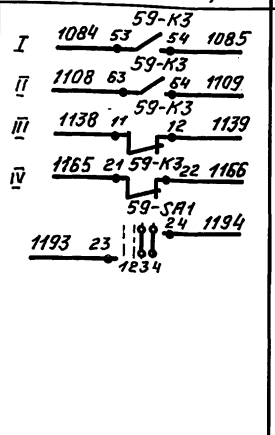 59-K3
I 1084 53 54 1085
59-K3
II 1108 63 64 1109
59-K3
III 1138 11 12 1139
IV 1165 21 59-K3 22 1166
59-SA1
24 1194
1193 23
1234